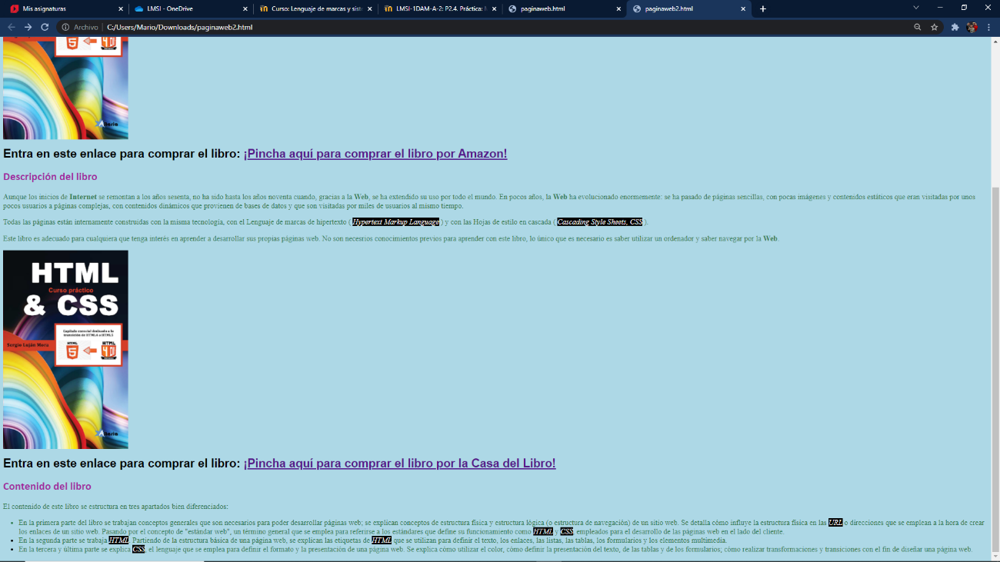 Mis asignaturas
LMSI - OneDrive
Curso: Lenguaje de marcas y sist
LMSI-1DAM-A-2: P2.4. Práctica: M
paginaweb.html
paginaweb2.html
Archivo
C:/Users/Mario/Downloads/paginaweb2.html
Entra en este enlace para comprar el libro: ¡Pincha aquí para comprar el libro por Amazon!
Descripción del libro
Aunque los inicios de Internet se remontan a los años sesenta, no ha sido hasta los años noventa cuando, gracias a la Web, se ha extendido su uso por todo el mundo. En pocos años, la Web ha evolucionado enormemente: se ha pasado de páginas sencillas, con pocas imágenes y contenidos estáticos que eran visitadas por unos
pocos usuarios a páginas complejas, con contenidos dinámicos que provienen de bases de datos y que son visitadas por miles de usuarios al mismo tiempo.
Todas las páginas están internamente construidas con la misma tecnología, con el Lenguaje de marcas de hipertexto ( Hypertext Markup Language ) y con las Hojas de estilo en cascada ( Cascading Style Sheets, CSS ).
Este libro es adecuado para cualquiera que tenga interés en aprender a desarrollar sus propias páginas web. No son necesrios conocimientos previos para aprender con este libro, lo único que es necesario es saber utilizar un ordenador y saber navegar por la Web.
HTML
Curso práctico
& CSS
Capítulo especial dedicado a la
transición de HTML4 a HTML5
Sergio Luján Mora
HTML
5
HTML
4.01
Entra en este enlace para comprar el libro: ¡Pincha aquí para comprar el libro por la Casa del Libro!
Contenido del libro
El contenido de este libro se estructura en tres apartados bien diferenciados:
En la primera parte del libro se trabajan conceptos generales que son necesarios para poder desarrollar páginas web; se explican conceptos de estructura física y estructura lógica (o estructura de navegación) de un sitio web. Se detalla cómo influye la estructura física en las URL o direcciones que se emplean a la hora de crear
los enlaces de un sitio web. Pasando por el concepto de "estándar web", un término general que se emplea para referirse a los estándares que define su funcionamiento como HTML y CSS, empleados para el desarrollo de las páginas web en el lado del cliente.
En la segunda parte se trabaja HTML. Partiendo de la estructura básica de una página web, se explican las etiquetas de HTML que se utilizan para definir el texto, los enlaces, las listas, las tablas, los formularios y los elementos multimedia.
En la tercera y última parte se explica CSS, el lenguaje que se emplea para definir el formato y la presentación de una página web. Se explica cómo utilizar el color, cómo definir la presentación del texto, de las tablas y de los formularios; cómo realizar transformaciones y transiciones con el fin de diseñar una página web.